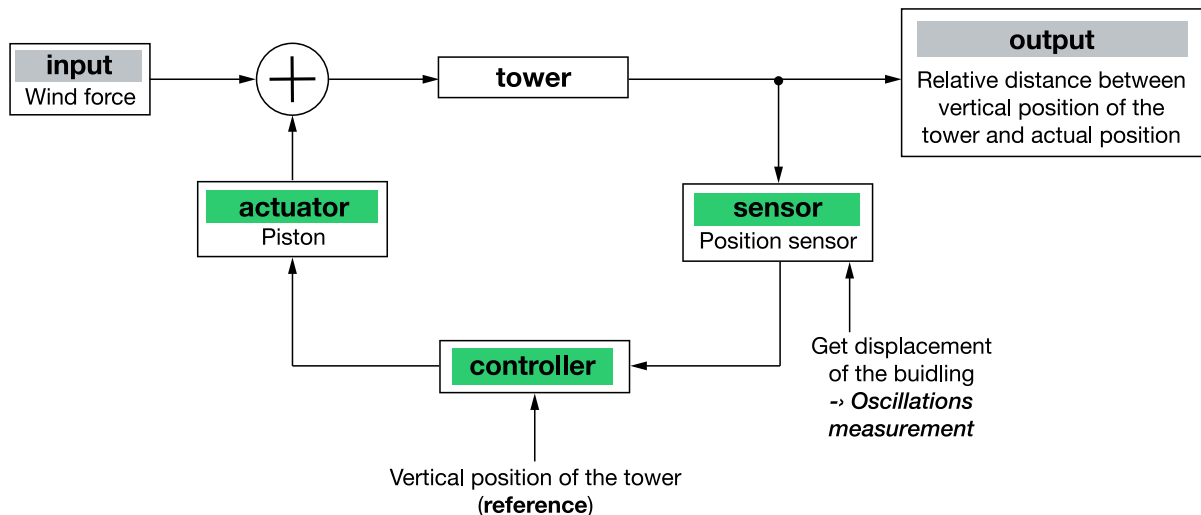 input
Wind force
tower
output
Relative distance between
vertical position of the
tower and actual position
actuator
Piston
sensor
Position sensor
controller
Get displacement
of the buidling
-› Oscillations
measurement
Vertical position of the tower
(reference)